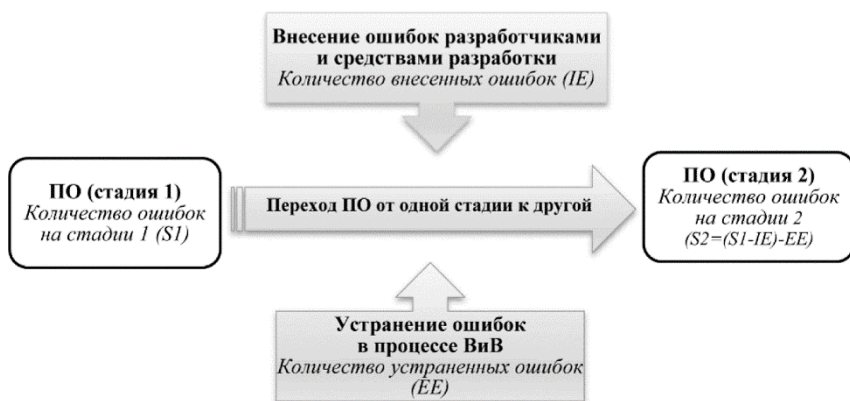 Внесение ошибок разработчиками
и средствами разработки
Количество внесенных ошибок (IE)
ПО (стадия 1)
Количество ошибок
на стадии 1 (S1)
Переход ПО от одной стадии к другой
ПО (стадия 2)
Количество ошибок
на стадии 2
(S2=(S1-IE)-EE)
Устранение ошибок
в процессе ВиВ
Количество устраненных ошибок
(EE)